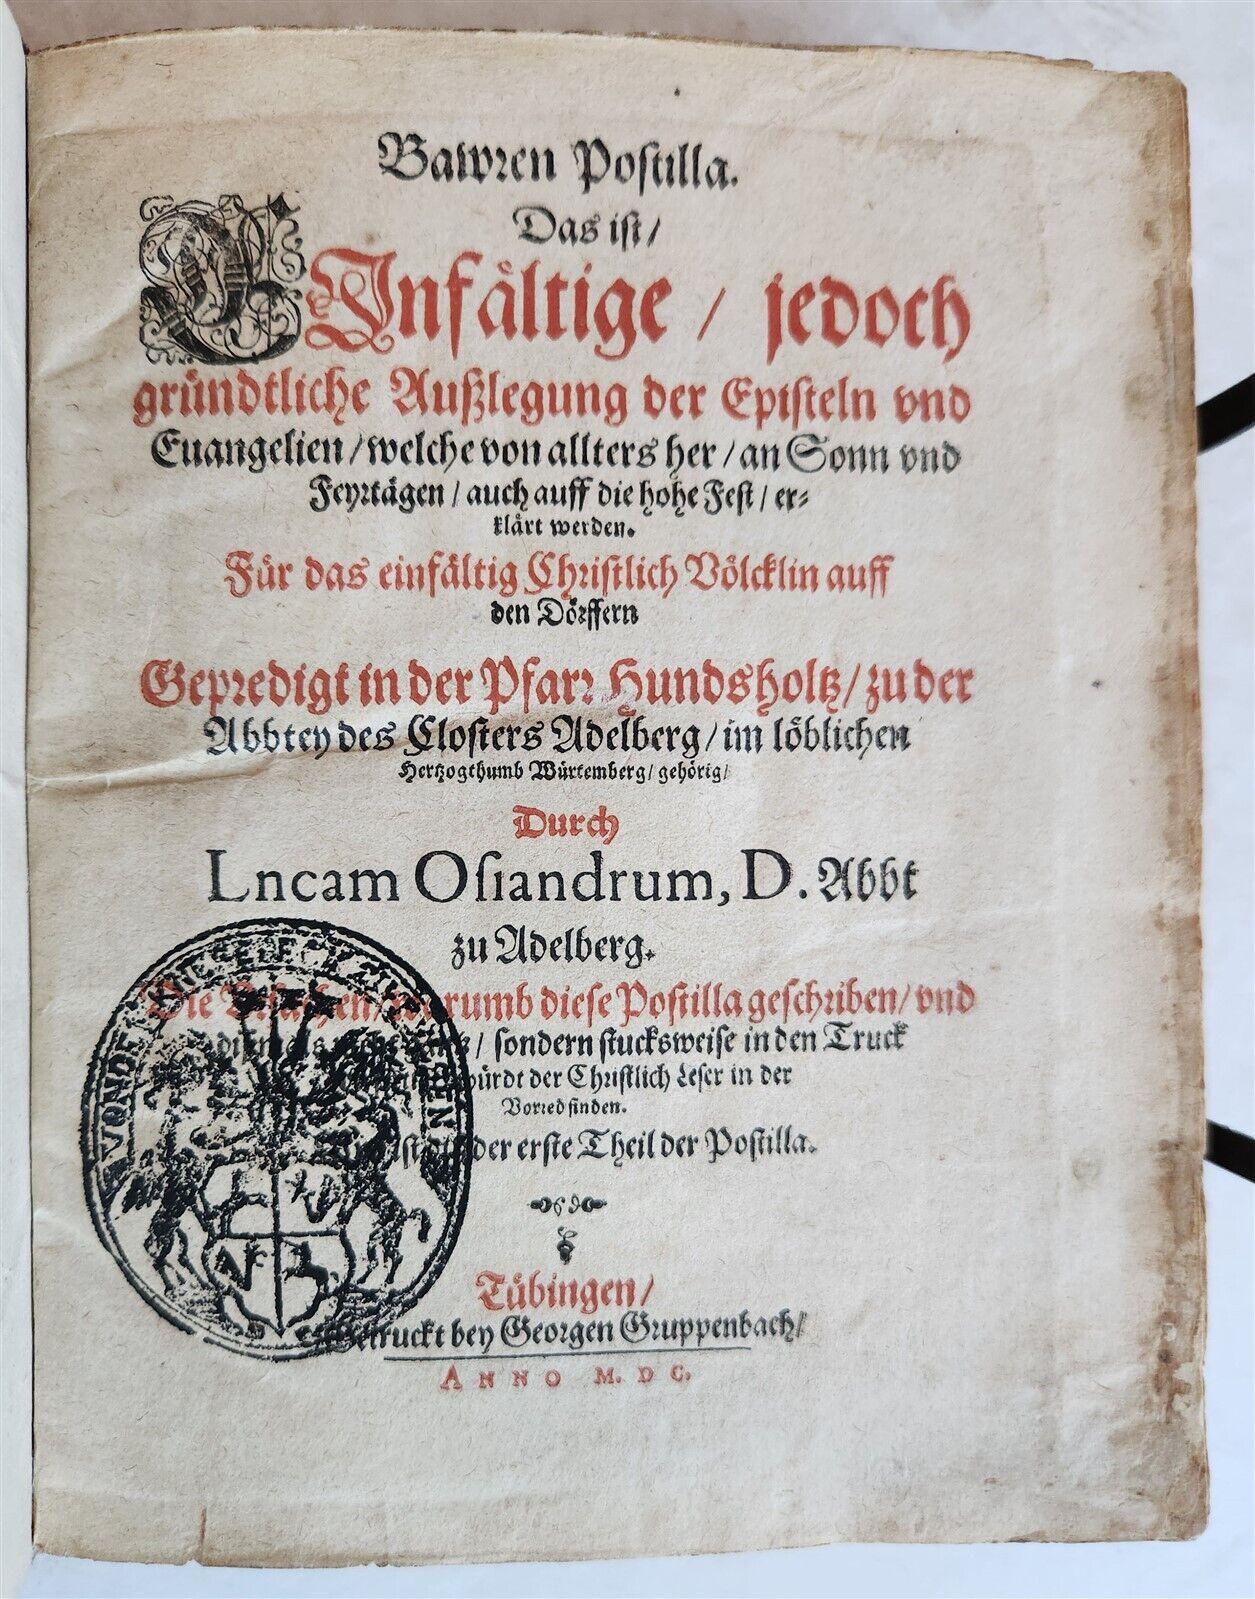 Bawren Postilla.
Das ist/
EInfältige/ jedoch
gründtliche Außlegung der Episteln vnd
Euangelien/ welche von allters her/ an Sonn vnd
Feyrtägen/ auch auff die hohe Fest/ er=
klärt werden.
Für das einfältig Christlich Völcklin auff
den Dörffern
Gepredigt in der Pfarr Hundsholtz/ zu der
Abbtey des Closters Adelberg/ im löblichen
Hertzogthumb Würtemberg/ gehörig/
Durch
Lncam Osiandrum, D. Abbt
zu Adelberg.
Die diese Postilla geschriben/ vnd
sondern stucksweise in den Truck
würdt der Christlich Leser in der
Vorred finden.
der erste Theil der Postilla.
Tübingen/
Getruckt bey Georgen Gruppenbach/
ANNO M. DC.